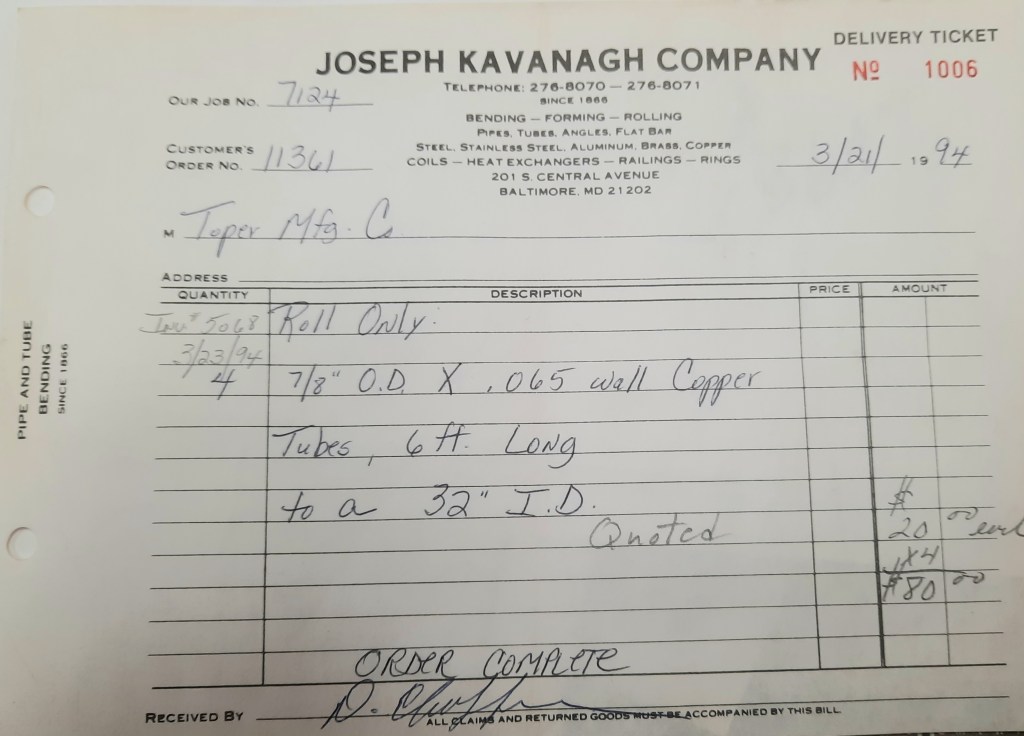 DELIVERY TICKET
JOSEPH KAVANAGH COMPANY
Nº 1006
TELEPHONE: 276-8070 — 276-8071
SINCE 1866
OUR JOB NO. 7124
BENDING — FORMING — ROLLING
PIPES, TUBES, ANGLES, FLAT BAR
STEEL, STAINLESS STEEL, ALUMINUM, BRASS, COPPER
CUSTOMER'S
ORDER NO. 11361
COILS — HEAT EXCHANGERS — RAILINGS — RINGS
3/21/ 1994
201 S. CENTRAL AVENUE
BALTIMORE, MD 21202
M Toper Mfg. C
ADDRESS
QUANTITY DESCRIPTION PRICE AMOUNT
Inv # 5068 Roll Only:
3/23/94
4 7/8" O.D. X .065 wall Copper
Tubes, 6 ft. Long
to a 32" I.D. $
Quoted 20 00
X4
$80 00
ORDER COMPLETE
RECEIVED BY D.
ALL CLAIMS AND RETURNED GOODS MUST BE ACCOMPANIED BY THIS BILL.
PIPE AND TUBE
BENDING
SINCE 1866